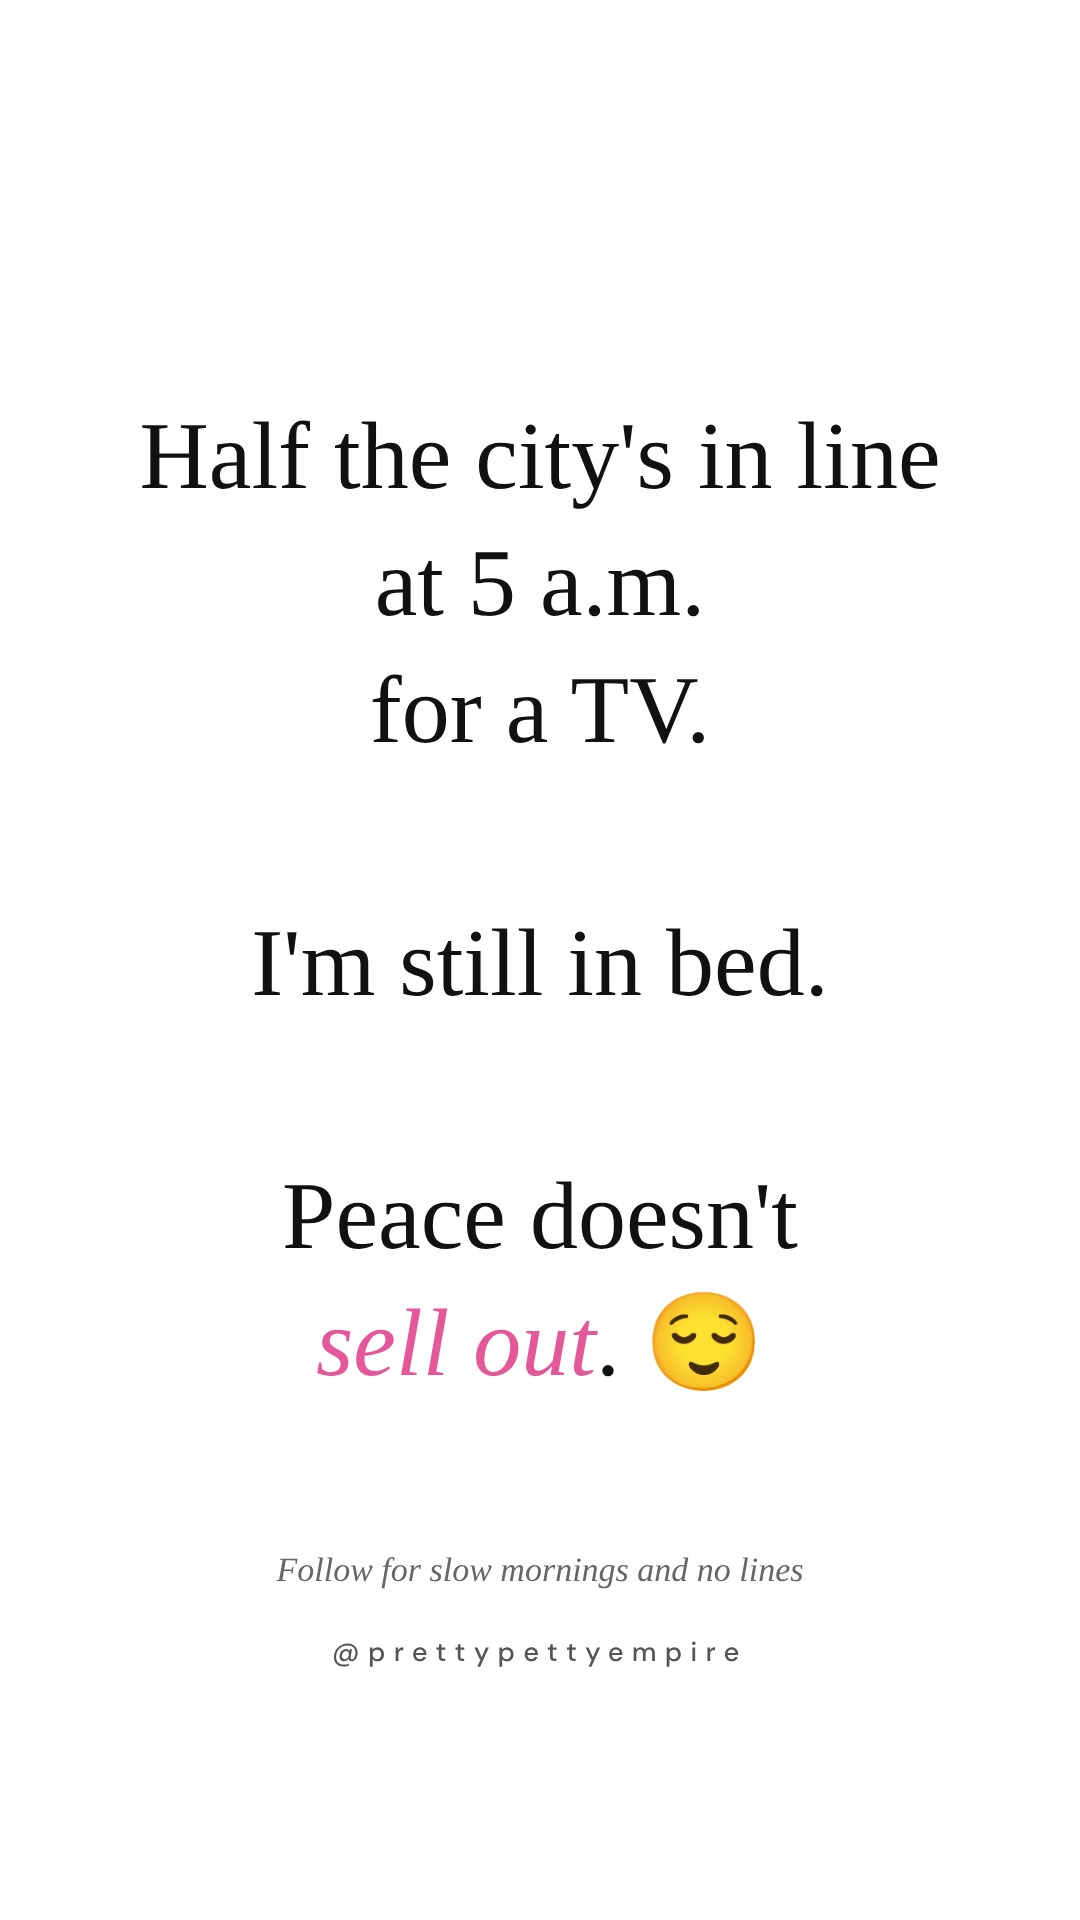 Half the city's in line
at 5 a.m.
for a TV.
I'm still in bed.
Peace doesn't
sell out. 😌
Follow for slow mornings and no lines
@prettypettyempire